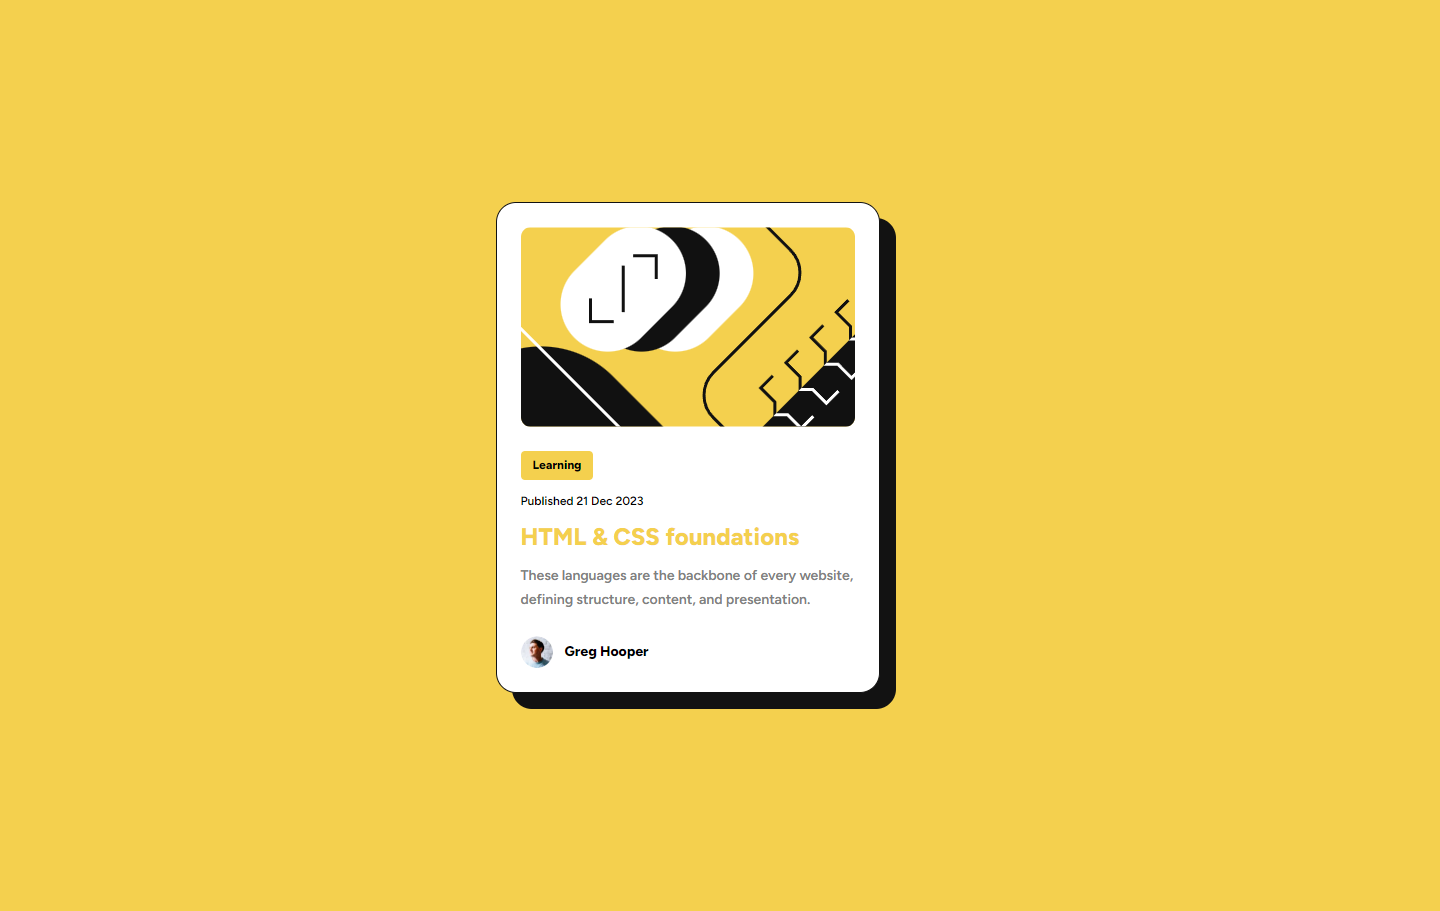 Learning
Published 21 Dec 2023
HTML & CSS foundations
These languages are the backbone of every website,
defining structure, content, and presentation.
Greg Hooper